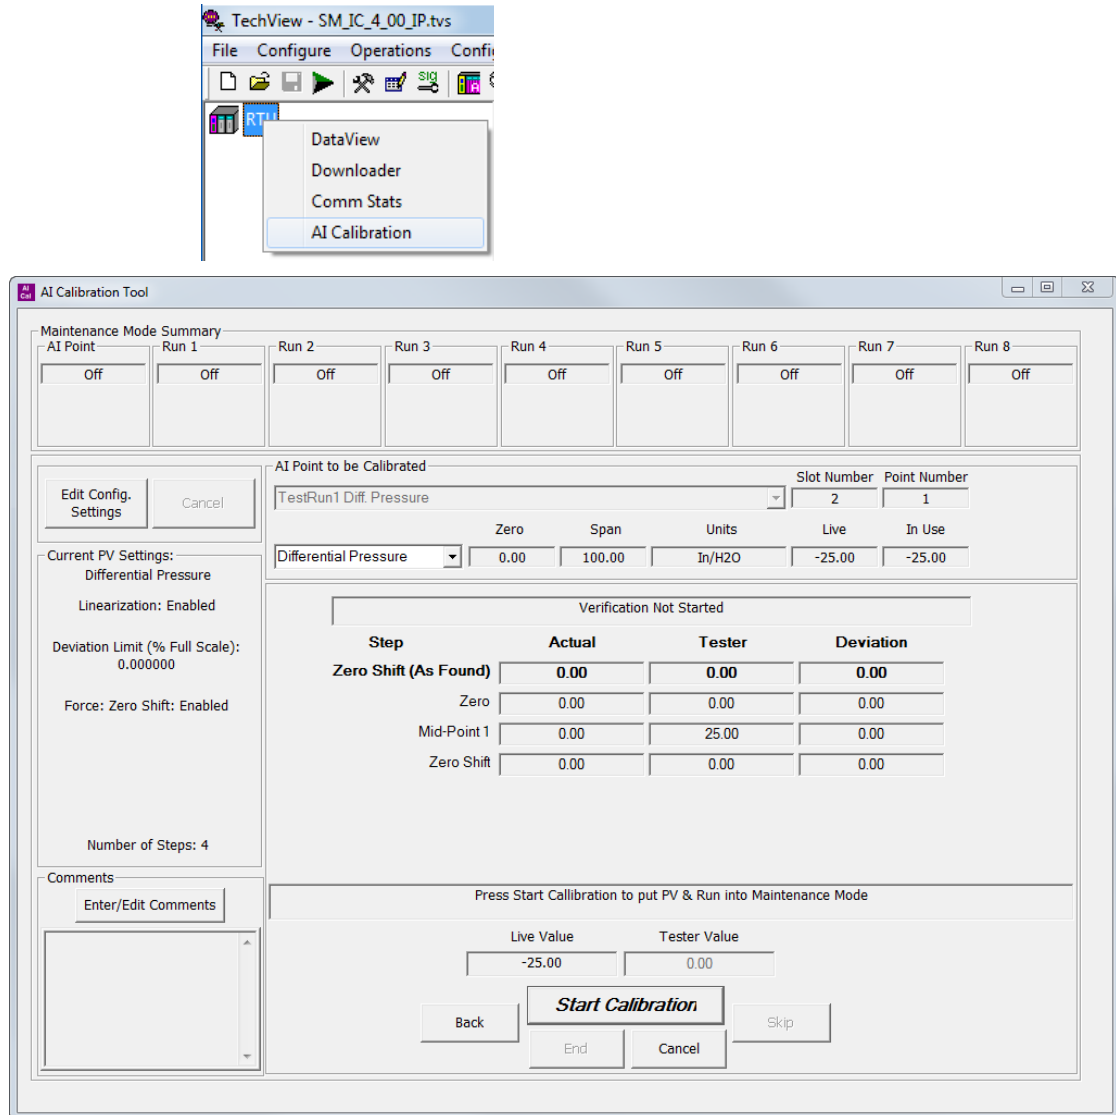 TechView - SM_IC_4_00_IP.tvs
File Configure Operations Confi
SIG
A
RTU
DataView
Downloader
Comm Stats
AI Calibration
AI Cal
AI Calibration Tool
Maintenance Mode Summary
AI Point Run 1 Run 2 Run 3 Run 4 Run 5 Run 6 Run 7 Run 8
Off Off Off Off Off Off Off Off Off
Edit Config. Settings
Cancel
AI Point to be Calibrated
Slot Number Point Number
TestRun1 Diff. Pressure 2 1
Zero Span Units Live In Use
Differential Pressure 0.00 100.00 In/H2O -25.00 -25.00
Current PV Settings:
Differential Pressure
Linearization: Enabled
Deviation Limit (% Full Scale):
0.000000
Force: Zero Shift: Enabled
Number of Steps: 4
Verification Not Started
Step Actual Tester Deviation
Zero Shift (As Found) 0.00 0.00 0.00
Zero 0.00 0.00 0.00
Mid-Point 1 0.00 25.00 0.00
Zero Shift 0.00 0.00 0.00
Comments
Enter/Edit Comments
Press Start Callibration to put PV & Run into Maintenance Mode
Live Value Tester Value
-25.00 0.00
Back Start Calibration Skip
End Cancel